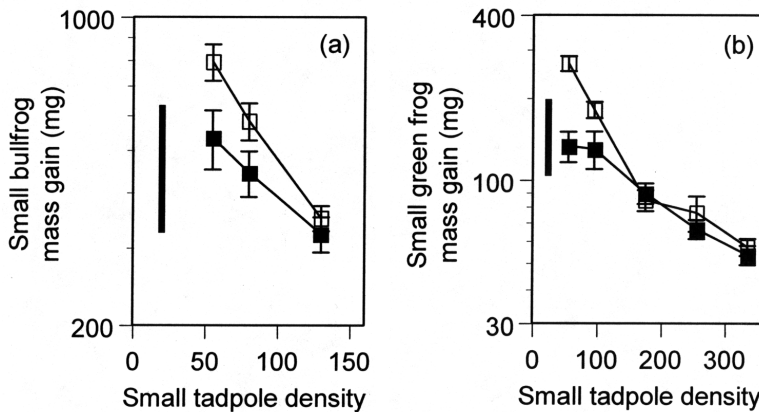 1000
(a)
Small bullfrog
mass gain (mg)
200
0
50
100
150
Small tadpole density
400
(b)
Small green frog
mass gain (mg)
100
30
0
100
200
300
Small tadpole density